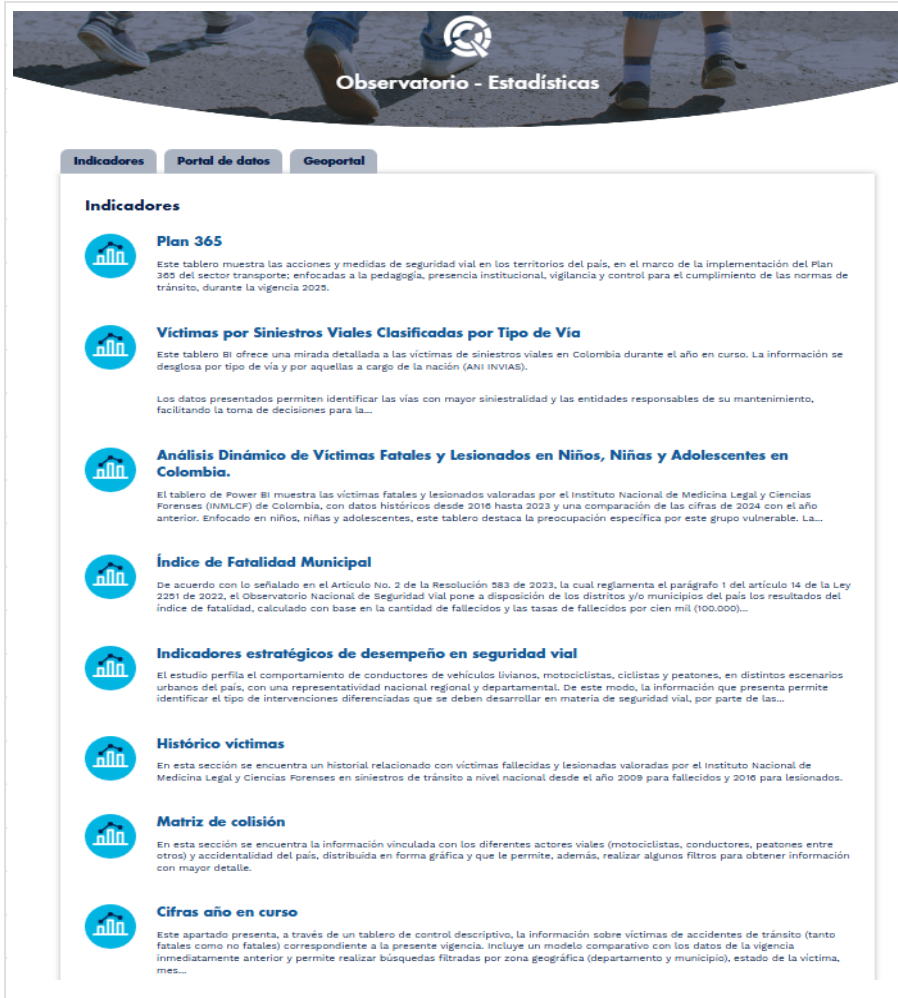 Observatorio - Estadísticas
Indicadores
Portal de datos
Geoportal
Indicadores
Plan 365
Este tablero muestra las acciones y medidas de seguridad vial en los territorios del país, en el marco de la implementación del Plan
365 del sector transporte; enfocadas a la pedagogía, presencia institucional, vigilancia y control para el cumplimiento de las normas de
tránsito, durante la vigencia 2025.
Víctimas por Siniestros Viales Clasificadas por Tipo de Vía
Este tablero BI ofrece una mirada detallada a las víctimas de siniestros viales en Colombia durante el año en curso. La información se
desglosa por tipo de vía y por aquellas a cargo de la nación (ANI INVIAS).
Los datos presentados permiten identificar las vías con mayor siniestralidad y las entidades responsables de su mantenimiento,
facilitando la toma de decisiones para la...
Análisis Dinámico de Víctimas Fatales y Lesionados en Niños, Niñas y Adolescentes en
Colombia.
El tablero de Power BI muestra las víctimas fatales y lesionados valoradas por el Instituto Nacional de Medicina Legal y Ciencias
Forenses (INMLCF) de Colombia, con datos históricos desde 2016 hasta 2023 y una comparación de las cifras de 2024 con el año
anterior. Enfocado en niños, niñas y adolescentes, este tablero destaca la preocupación específica por este grupo vulnerable. La...
Índice de Fatalidad Municipal
De acuerdo con lo señalado en el Artículo No. 2 de la Resolución 583 de 2023, la cual reglamenta el parágrafo 1 del artículo 14 de la Ley
2251 de 2022, el Observatorio Nacional de Seguridad Vial pone a disposición de los distritos y/o municipios del país los resultados del
índice de fatalidad, calculado con base en la cantidad de fallecidos y las tasas de fallecidos por cien mil (100.000)...
Indicadores estratégicos de desempeño en seguridad vial
El estudio perfila el comportamiento de conductores de vehículos livianos, motociclistas, ciclistas y peatones, en distintos escenarios
urbanos del país, con una representatividad nacional regional y departamental. De este modo, la información que presenta permite
identificar el tipo de intervenciones diferenciadas que se deben desarrollar en materia de seguridad vial, por parte de las...
Histórico víctimas
En esta sección se encuentra un historial relacionado con víctimas fallecidas y lesionadas valoradas por el Instituto Nacional de
Medicina Legal y Ciencias Forenses en siniestros de tránsito a nivel nacional desde el año 2009 para fallecidos y 2016 para lesionados.
Matriz de colisión
En esta sección se encuentra la información vinculada con los diferentes actores viales (motociclistas, conductores, peatones entre
otros) y accidentalidad del país, distribuida en forma gráfica y que le permite, además, realizar algunos filtros para obtener información
con mayor detalle.
Cifras año en curso
Este apartado presenta, a través de un tablero de control descriptivo, la información sobre víctimas de accidentes de tránsito (tanto
fatales como no fatales) correspondiente a la presente vigencia. Incluye un modelo comparativo con los datos de la vigencia
inmediatamente anterior y permite realizar búsquedas filtradas por zona geográfica (departamento y municipio), estado de la víctima,
mes...